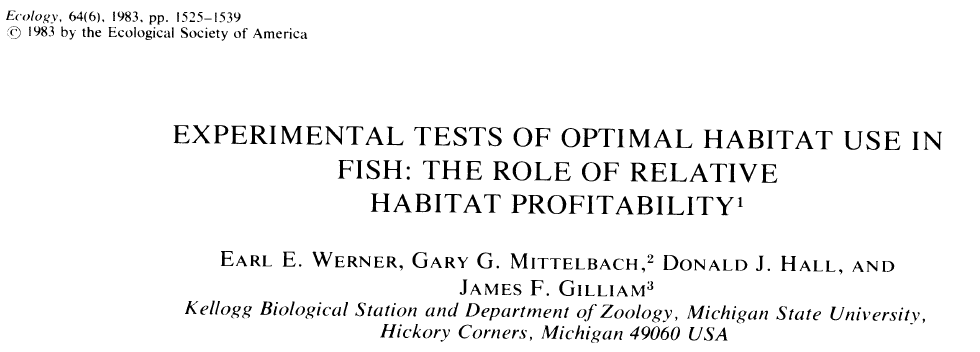 Ecology, 64(6), 1983, pp. 1525–1539
© 1983 by the Ecological Society of America
EXPERIMENTAL TESTS OF OPTIMAL HABITAT USE IN
FISH: THE ROLE OF RELATIVE
HABITAT PROFITABILITY¹
EARL E. WERNER, GARY G. MITTELBACH,² DONALD J. HALL, AND
JAMES F. GILLIAM³
Kellogg Biological Station and Department of Zoology, Michigan State University,
Hickory Corners, Michigan 49060 USA